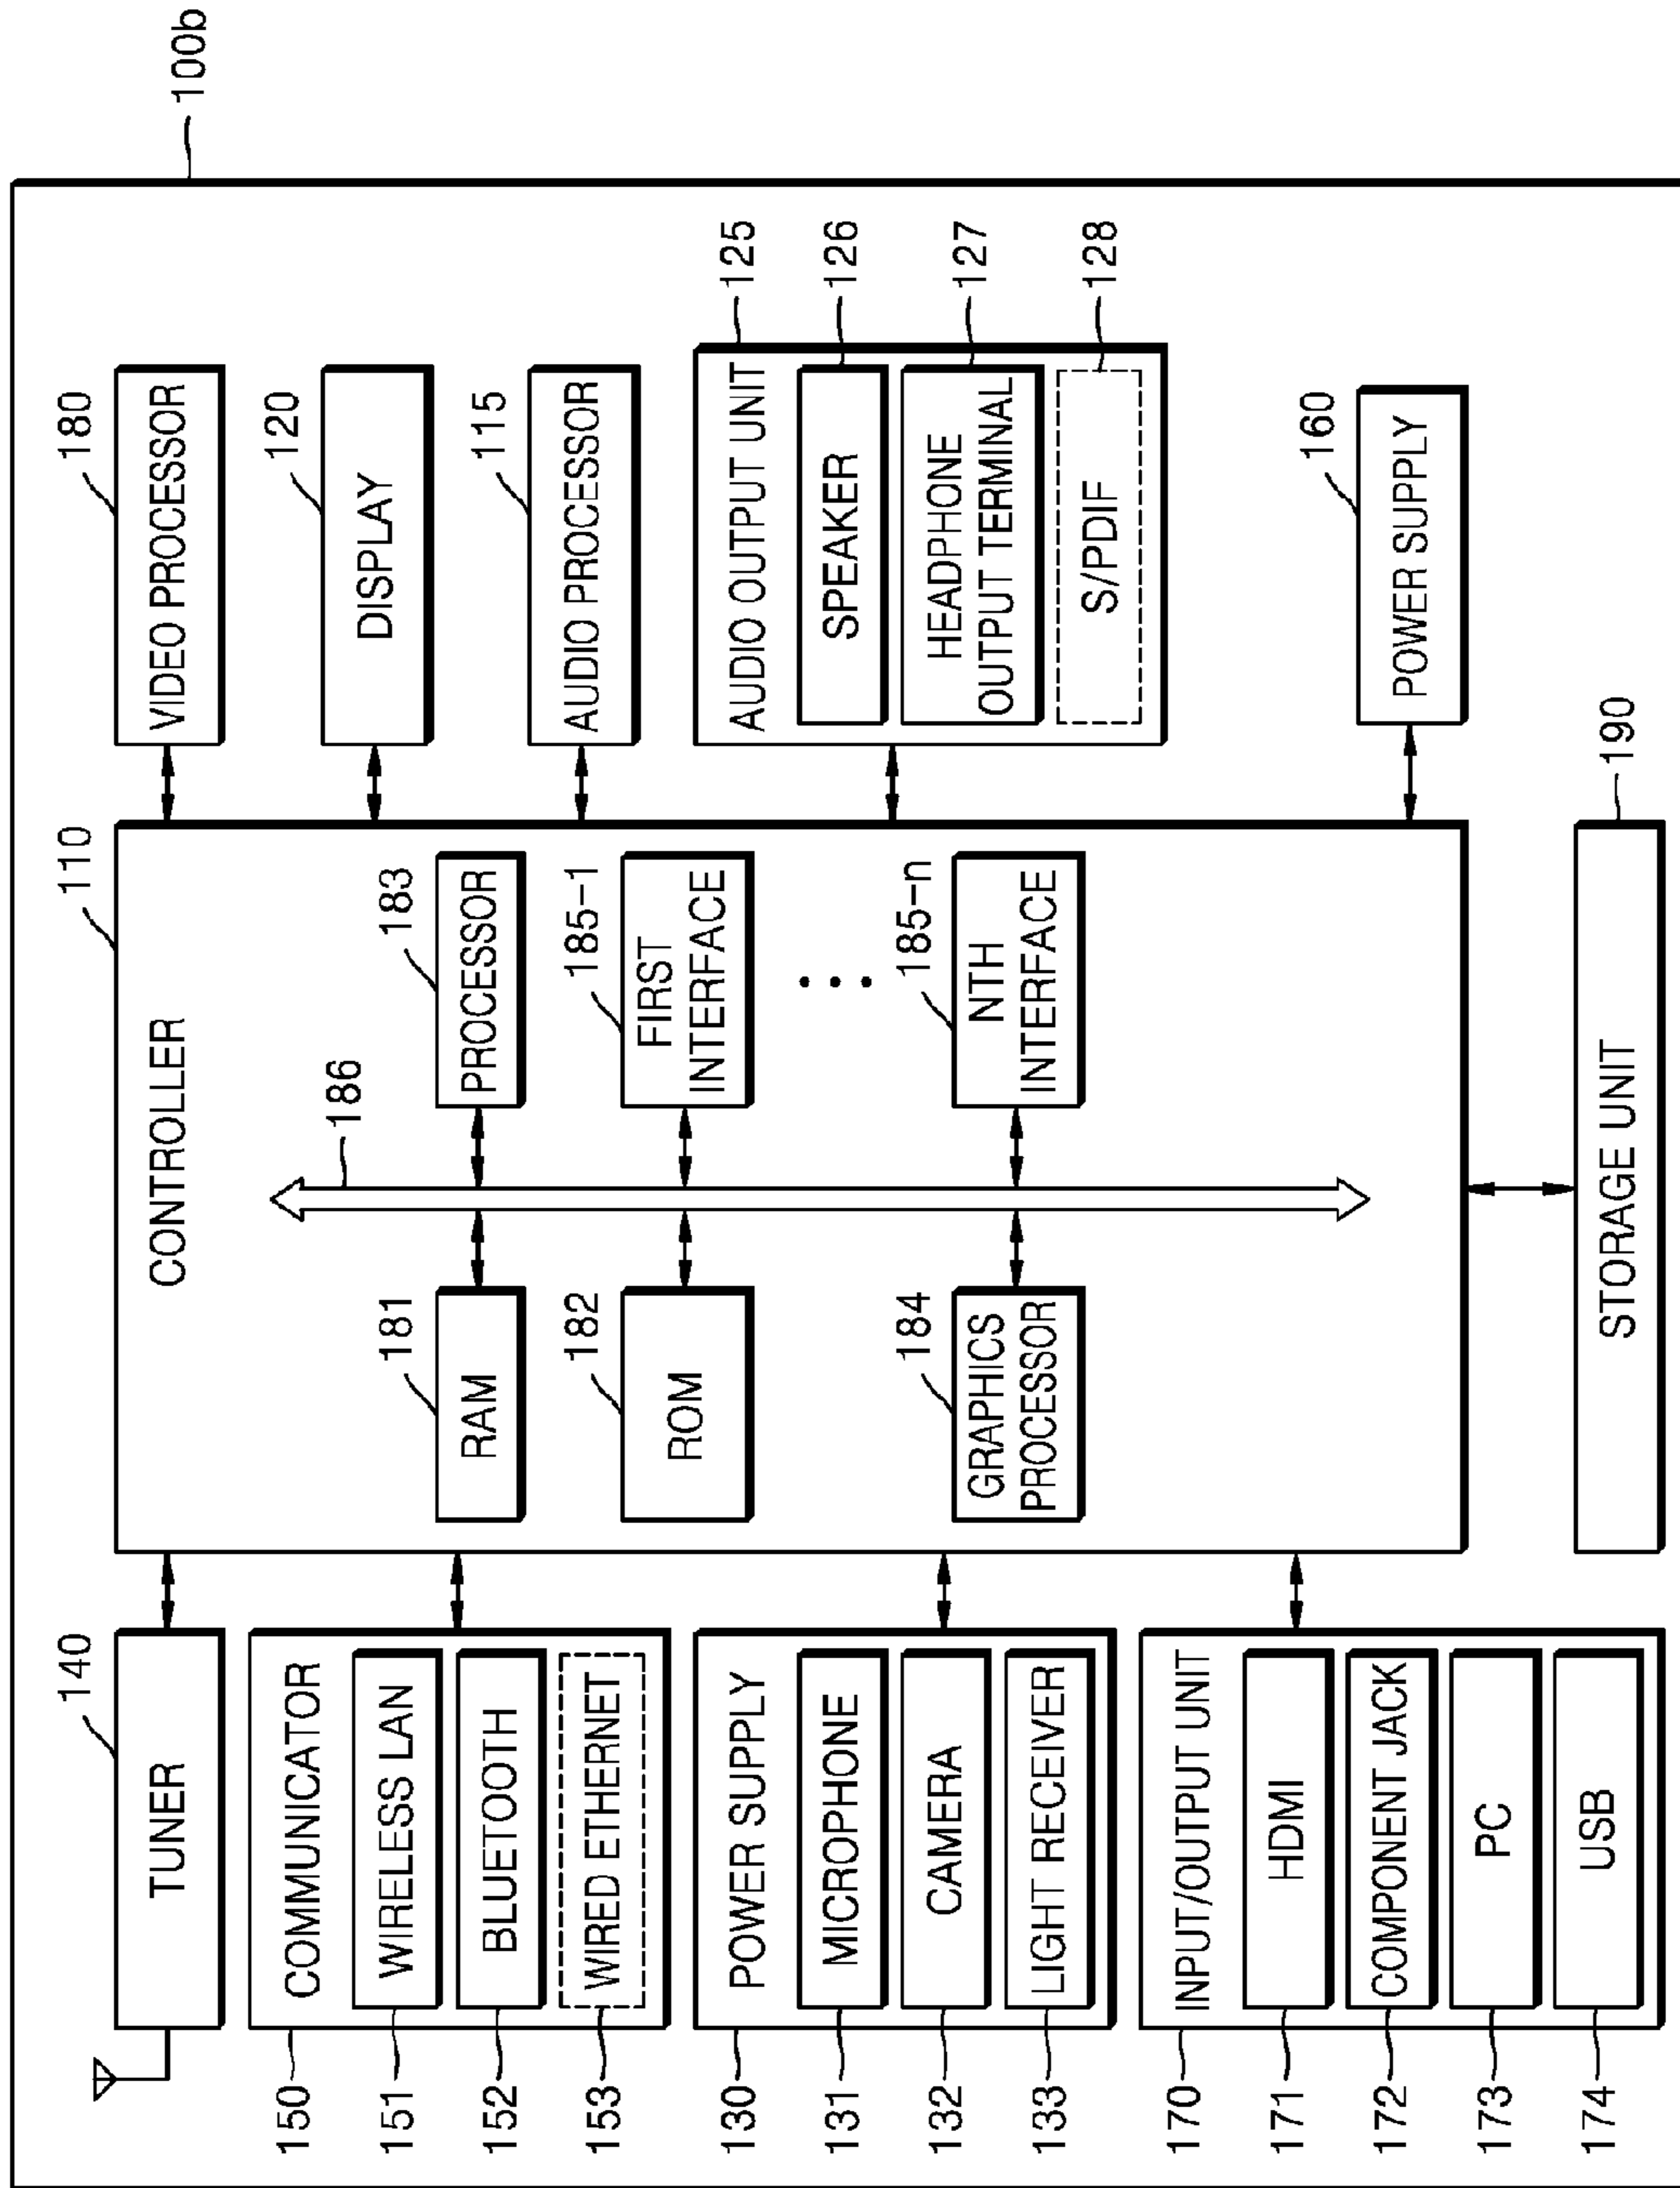 100b
140
TUNER
150
COMMUNICATOR
151
WIRELESS LAN
152
BLUETOOTH
153
WIRED ETHERNET
130
POWER SUPPLY
131
MICROPHONE
132
CAMERA
133
LIGHT RECEIVER
170
INPUT/OUTPUT UNIT
171
HDMI
172
COMPONENT JACK
173
PC
174
USB
110
CONTROLLER
186
181
RAM
183
PROCESSOR
182
ROM
185-1
FIRST
INTERFACE
184
GRAPHICS
PROCESSOR
185-n
NTH
INTERFACE
190
STORAGE UNIT
180
VIDEO PROCESSOR
120
DISPLAY
115
AUDIO PROCESSOR
125
AUDIO OUTPUT UNIT
126
SPEAKER
127
HEADPHONE
OUTPUT TERMINAL
128
S/PDIF
160
POWER SUPPLY